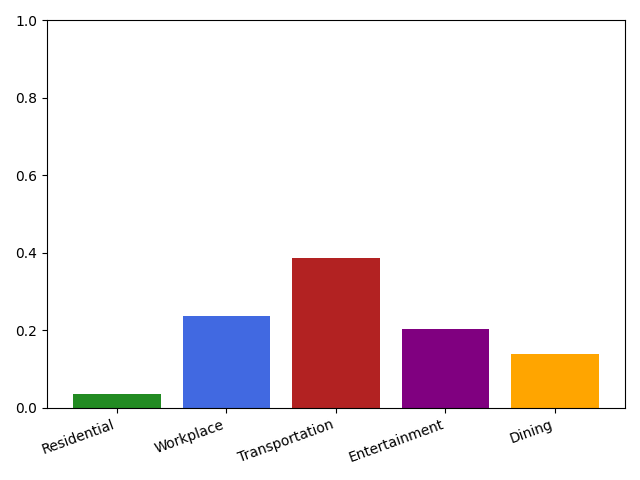 1.0
0.8
0.6
0.4
0.2
0.0
Residential
Workplace
Transportation
Entertainment
Dining